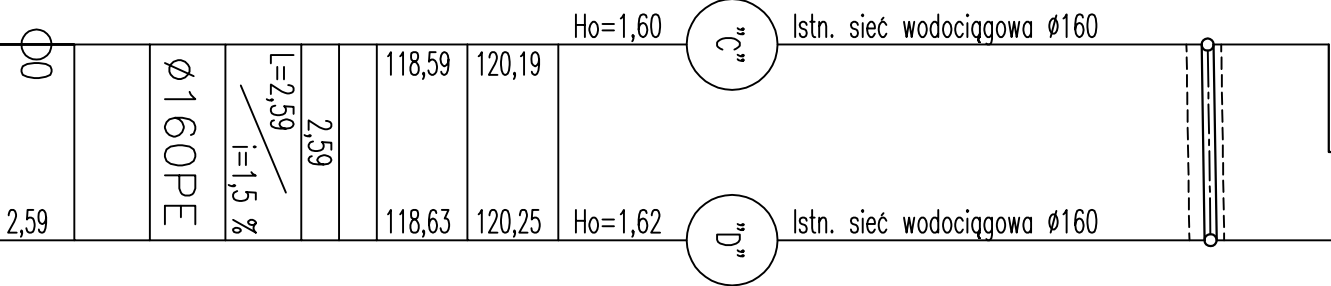 00
Ho=1,60
"C"
Istn. sieć wodociągowa Ø160
118,59
120,19
Ø160PE
L=2,59
i=1,5 %
2,59
2,59
118,63
120,25
Ho=1,62
"D"
Istn. sieć wodociągowa Ø160